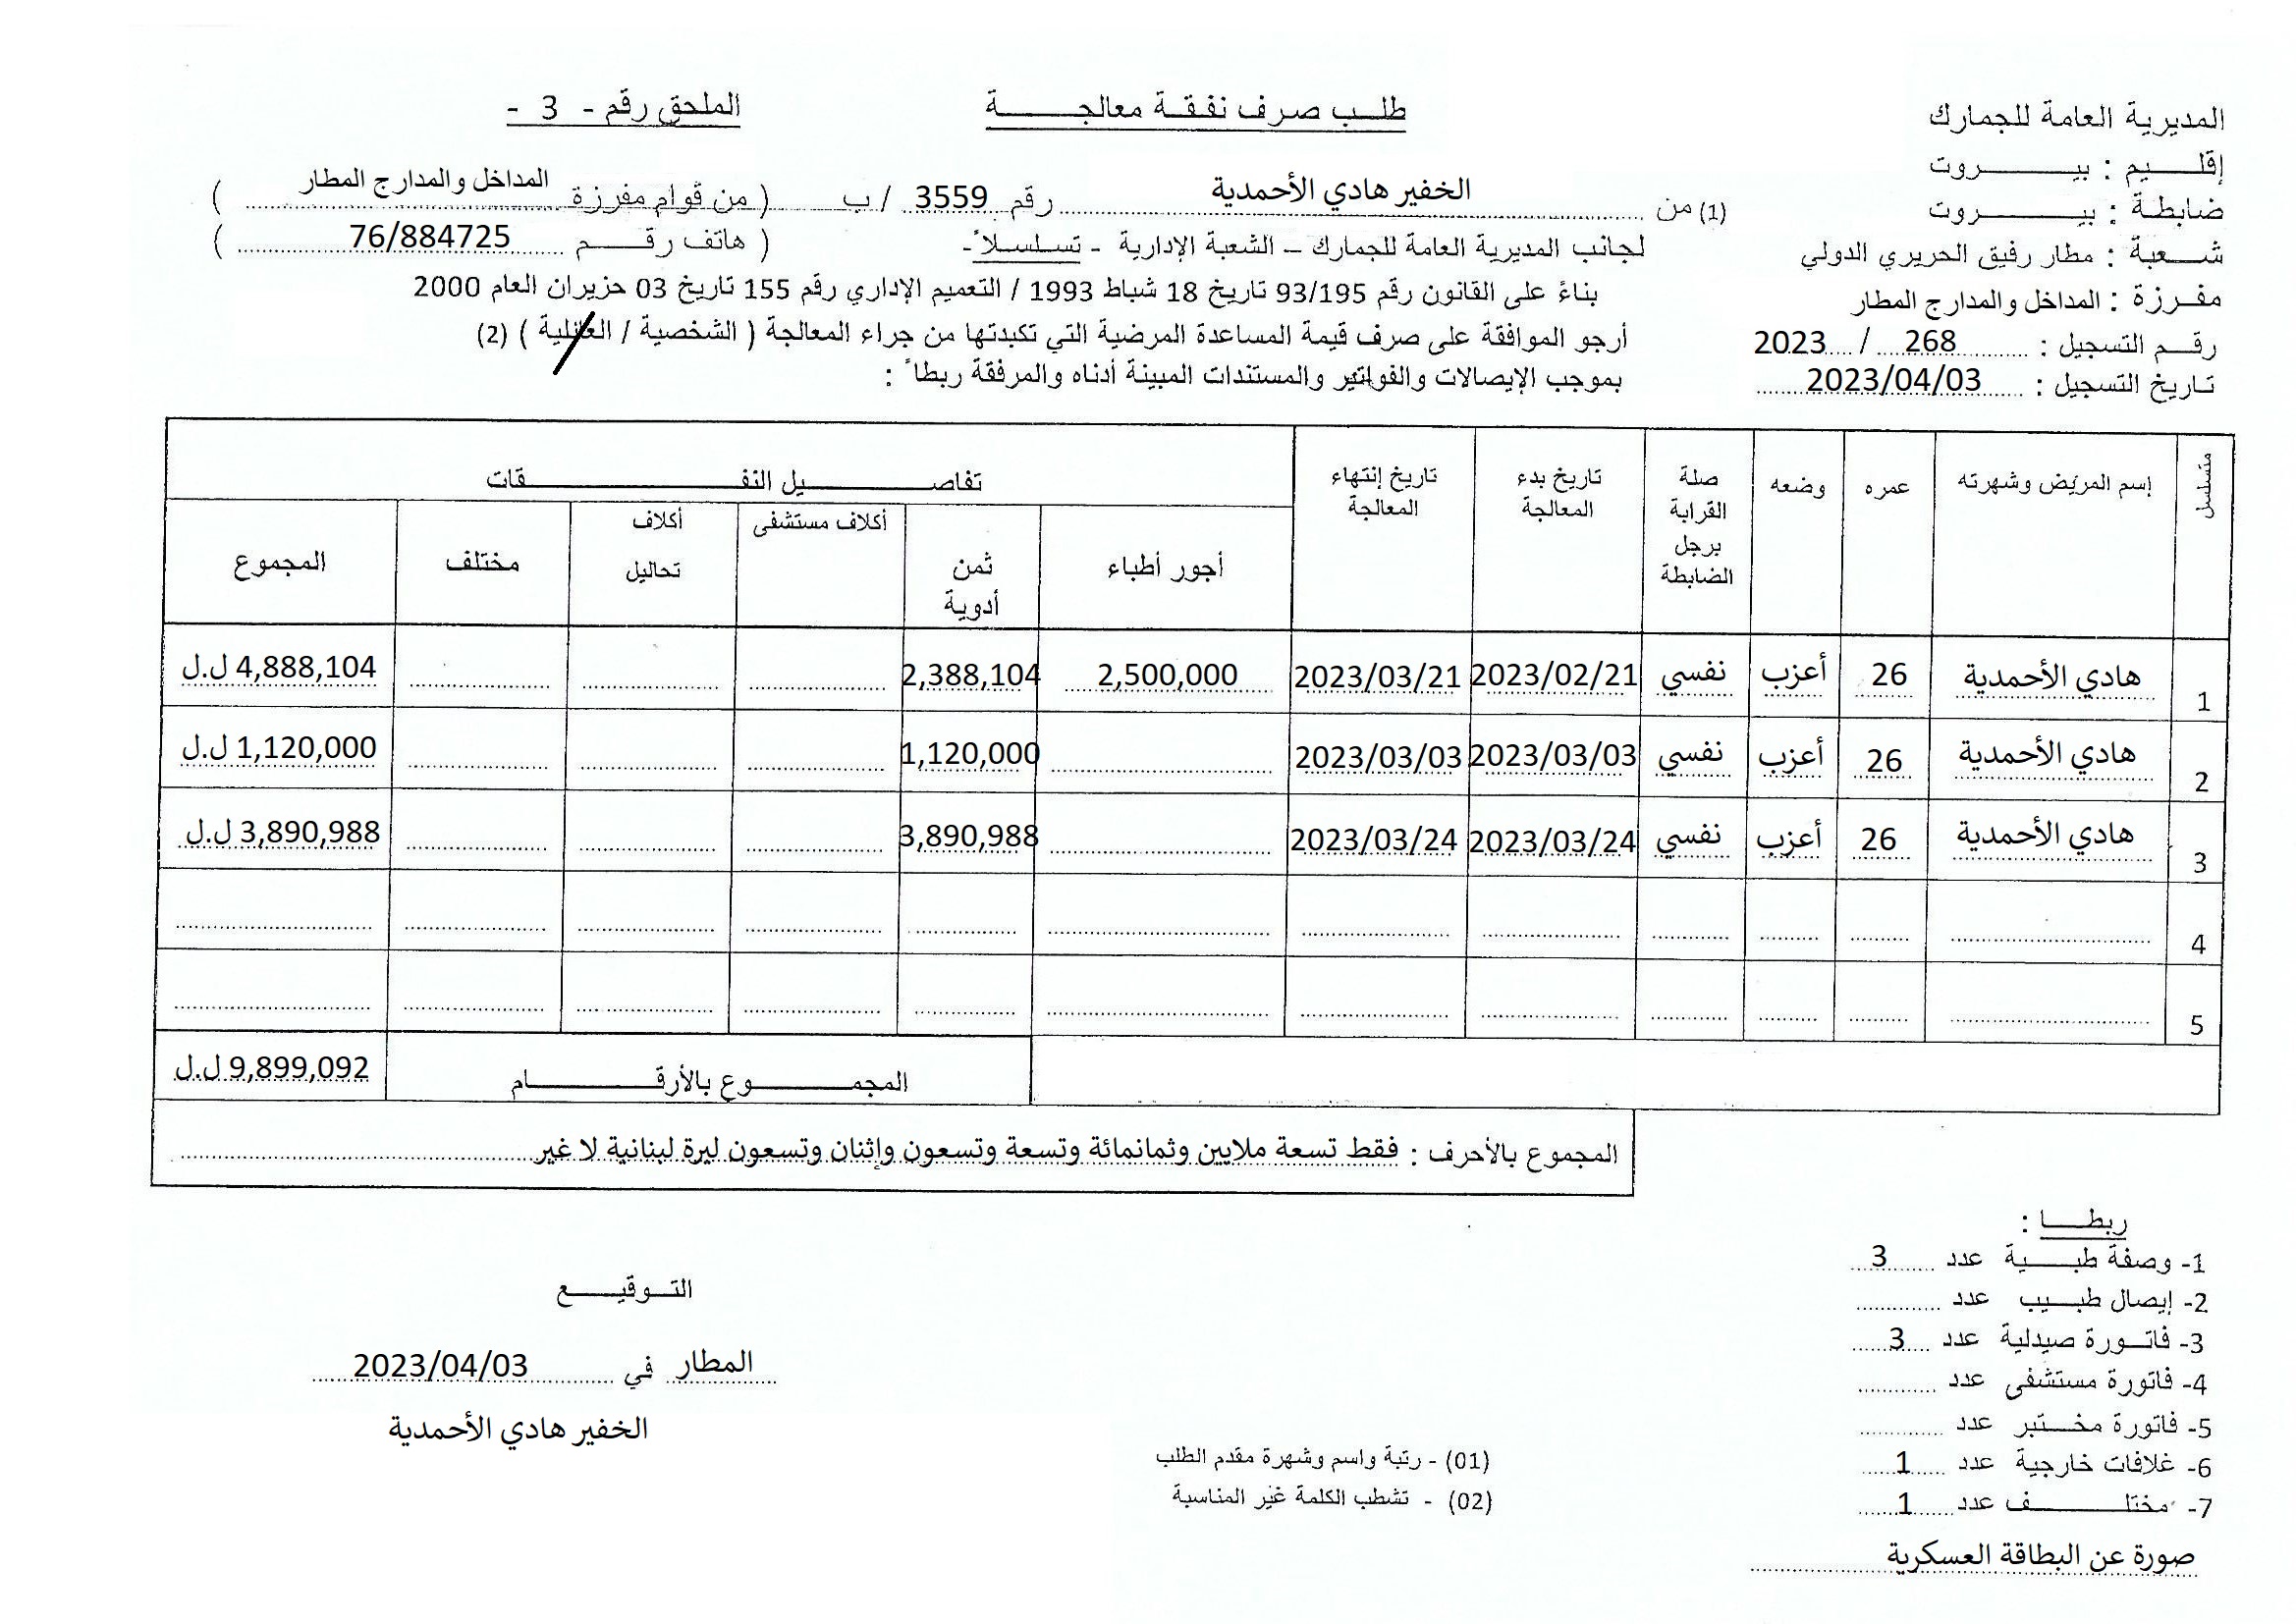 المديرية العامة للجمارك
إقليم : بيروت
ضابطة : بيروت
شعبة : مطار رفيق الحريري الدولي
مفرزة : المداخل والمدارج المطار
رقم التسجيل : 268 / 2023
تاريخ التسجيل : 2023/04/03
طلب صرف نفقة معالجة
الملحق رقم - 3 -
(1) من الخفير هادي الأحمدية رقم 3559 / ب ( من قوام مفرزة المداخل والمدارج المطار )
لجانب المديرية العامة للجمارك – الشعبة الإدارية - تسلسلاً - ( هاتف رقم 76/884725 )
بناءً على القانون رقم 93/195 تاريخ 18 شباط 1993 / التعميم الإداري رقم 155 تاريخ 03 حزيران العام 2000
أرجو الموافقة على صرف قيمة المساعدة المرضية التي تكبدتها من جراء المعالجة ( الشخصية / العائلية ) (2)
بموجب الإيصالات والفواتير والمستندات المبينة أدناه والمرفقة ربطاً :
متسلسل إسم المريض وشهرته عمره وضعه صلة القرابة برجل الضابطة تاريخ بدء المعالجة تاريخ إنتهاء المعالجة تفاصيل النفقات
أجور أطباء ثمن أدوية أكلاف مستشفى أكلاف تحاليل مختلف المجموع
1 هادي الأحمدية 26 أعزب نفسي 2023/02/21 2023/03/21 2,500,000 2,388,104 4,888,104 ل.ل
2 هادي الأحمدية 26 أعزب نفسي 2023/03/03 2023/03/03 1,120,000 1,120,000 ل.ل
3 هادي الأحمدية 26 أعزب نفسي 2023/03/24 2023/03/24 3,890,988 3,890,988 ل.ل
4
5
المجموع بالأرقام 9,899,092 ل.ل
المجموع بالأحرف : فقط تسعة ملايين وثمانمائة وتسعة وتسعون وإثنان وتسعون ليرة لبنانية لا غير
ربطا :
1- وصفة طبية عدد 3
2- إيصال طبيب عدد
3- فاتورة صيدلية عدد 3
4- فاتورة مستشفى عدد
5- فاتورة مختبر عدد
6- غلافات خارجية عدد 1
7- مختلف عدد 1
صورة عن البطاقة العسكرية
التوقيع
المطار في 2023/04/03
الخفير هادي الأحمدية
(01) - رتبة واسم وشهرة مقدم الطلب
(02) - تشطب الكلمة غير المناسبة